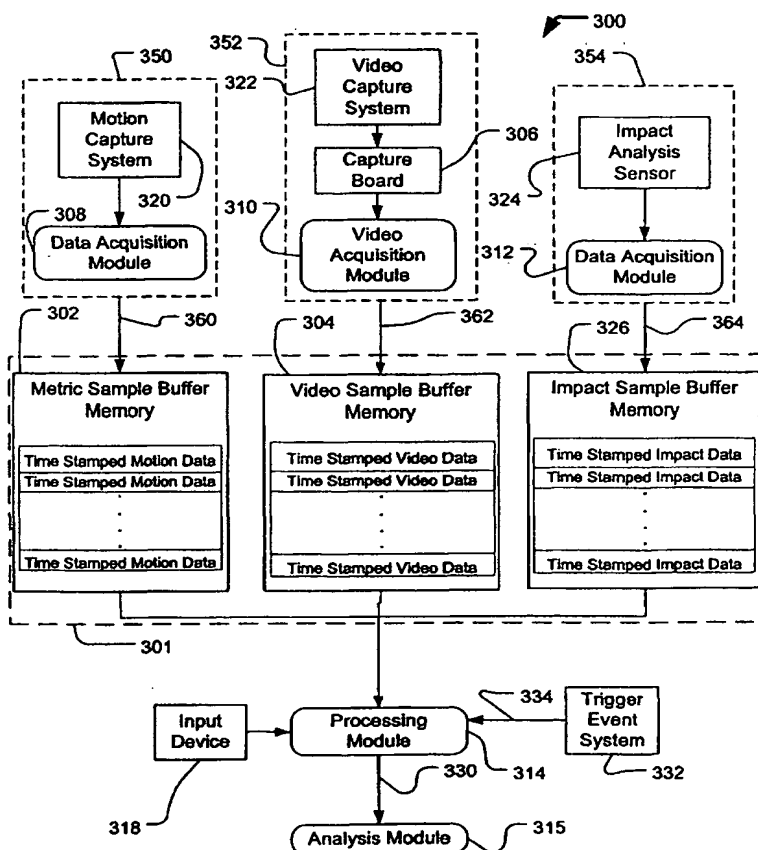 300
350
352
354
322
Video
Capture
System
Motion
Capture
System
320
306
Capture
Board
Impact
Analysis
Sensor
324
308
Data Acquisition
Module
310
Video
Acquisition
Module
312
Data Acquisition
Module
302
360
304
362
326
364
Metric Sample Buffer
Memory
Time Stamped Motion Data
Time Stamped Motion Data
Time Stamped Motion Data
Video Sample Buffer
Memory
Time Stamped Video Data
Time Stamped Video Data
Time Stamped Video Data
Impact Sample Buffer
Memory
Time Stamped Impact Data
Time Stamped Impact Data
Time Stamped Impact Data
301
Input
Device
318
Processing
Module
314
334
Trigger
Event
System
332
330
Analysis Module
315